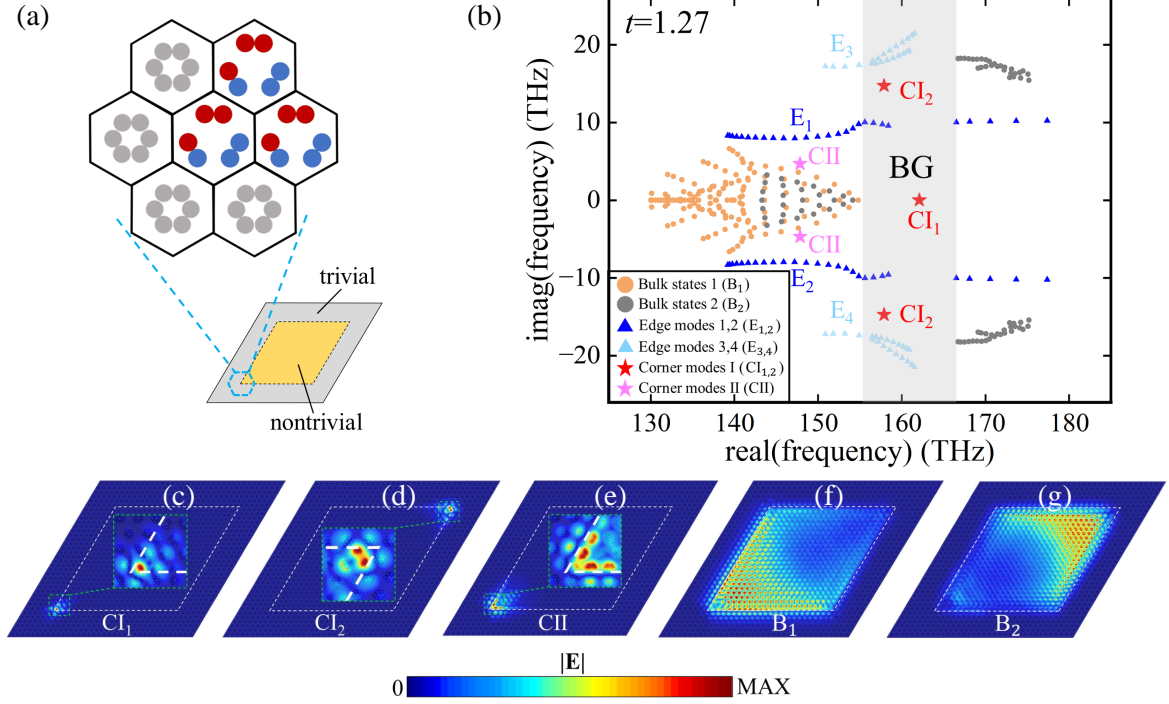 (a)
trivial
nontrivial
(b)
t=1.27
E₃
CI₂
E₁
CII
BG
CI₁
CII
E₂
CI₂
E₄
Bulk states 1 (B₁)
Bulk states 2 (B₂)
Edge modes 1,2 (E₁,₂)
Edge modes 3,4 (E₃,₄)
Corner modes I (CI₁,₂)
Corner modes II (CII)
20
10
0
−10
−20
imag(frequency) (THz)
130 140 150 160 170 180
real(frequency) (THz)
(c) (d) (e) (f) (g)
CI₁ CI₂ CII B₁ B₂
|E|
0 MAX